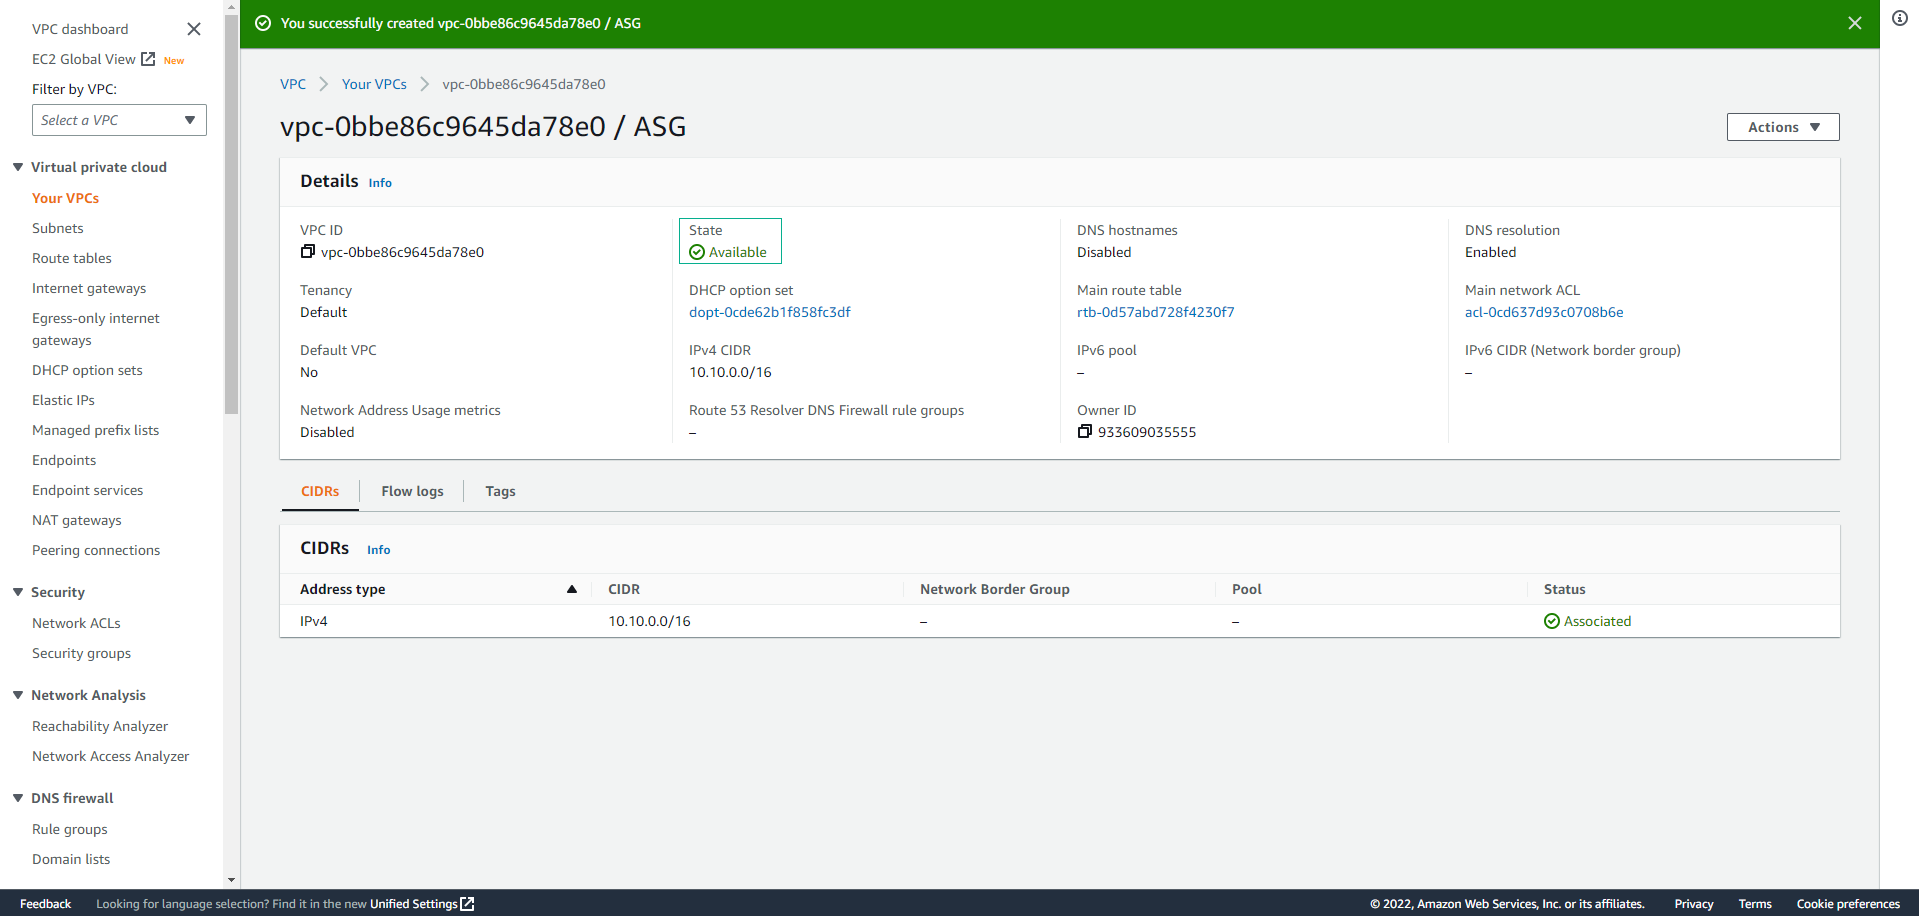 You successfully created vpc-0bbe86c9645da78e0 / ASG
VPC dashboard
EC2 Global View New
Filter by VPC:
Select a VPC
Virtual private cloud
Your VPCs
Subnets
Route tables
Internet gateways
Egress-only internet
gateways
DHCP option sets
Elastic IPs
Managed prefix lists
Endpoints
Endpoint services
NAT gateways
Peering connections
Security
Network ACLs
Security groups
Network Analysis
Reachability Analyzer
Network Access Analyzer
DNS firewall
Rule groups
Domain lists
VPC Your VPCs vpc-0bbe86c9645da78e0
vpc-0bbe86c9645da78e0 / ASG
Actions
Details Info
VPC ID State DNS hostnames DNS resolution
vpc-0bbe86c9645da78e0 Available Disabled Enabled
Tenancy DHCP option set Main route table Main network ACL
Default dopt-0cde62b1f858fc3df rtb-0d57abd728f4230f7 acl-0cd637d93c0708b6e
Default VPC IPv4 CIDR IPv6 pool IPv6 CIDR (Network border group)
No 10.10.0.0/16 – –
Network Address Usage metrics Route 53 Resolver DNS Firewall rule groups Owner ID
Disabled – 933609035555
CIDRs Flow logs Tags
CIDRs Info
Address type CIDR Network Border Group Pool Status
IPv4 10.10.0.0/16 – – Associated
Feedback Looking for language selection? Find it in the new Unified Settings © 2022, Amazon Web Services, Inc. or its affiliates. Privacy Terms Cookie preferences